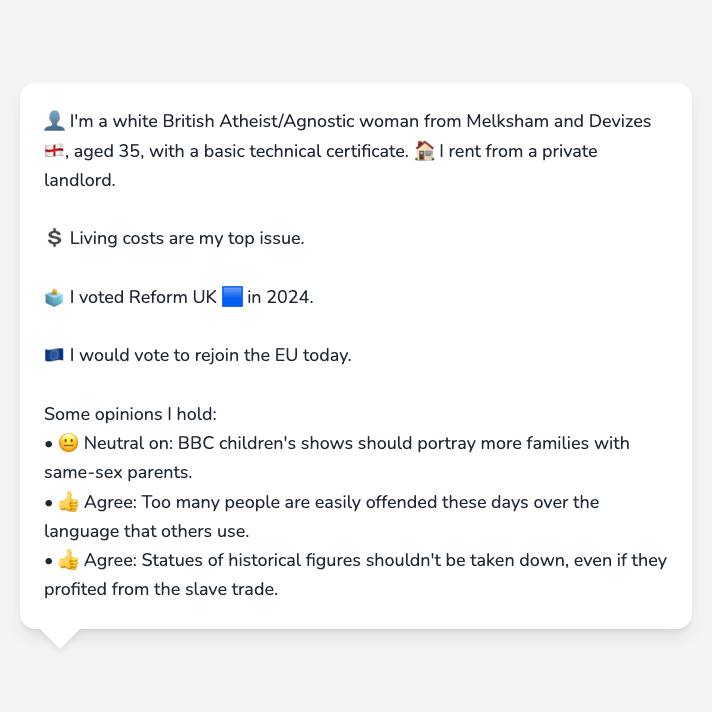 👤 I'm a white British Atheist/Agnostic woman from Melksham and Devizes
🏴󠁧󠁢󠁥󠁮󠁧󠁿, aged 35, with a basic technical certificate. 🏠 I rent from a private
landlord.
💲 Living costs are my top issue.
🗳️ I voted Reform UK 🟦 in 2024.
🇪🇺 I would vote to rejoin the EU today.
Some opinions I hold:
• 😐 Neutral on: BBC children's shows should portray more families with
same-sex parents.
• 👍 Agree: Too many people are easily offended these days over the
language that others use.
• 👍 Agree: Statues of historical figures shouldn't be taken down, even if they
profited from the slave trade.